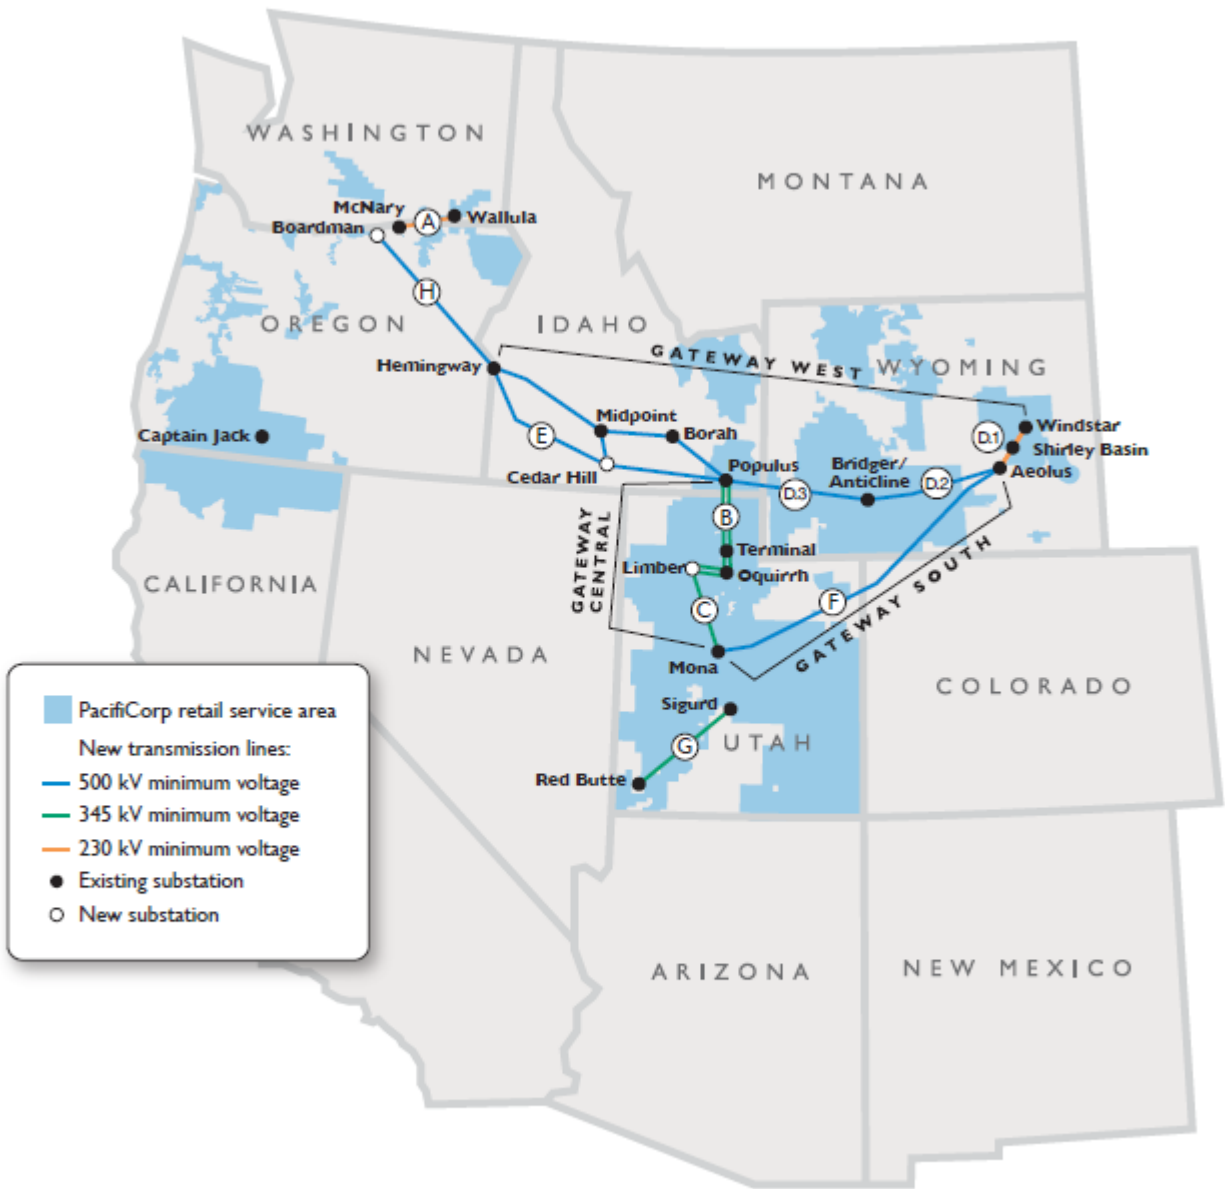 WASHINGTON
MONTANA
McNary
A
Wallula
Boardman
H
OREGON
IDAHO
GATEWAY WEST
WYOMING
Hemingway
Midpoint
Windstar
D.1
Captain Jack
E
Borah
Shirley Basin
Cedar Hill
Populus
Bridger/
Anticline
D.2
Aeolus
D.3
GATEWAY
CENTRAL
B
Terminal
Limber
Oquirrh
GATEWAY SOUTH
CALIFORNIA
C
F
NEVADA
Mona
COLORADO
Sigurd
G
UTAH
Red Butte
PacifiCorp retail service area
New transmission lines:
500 kV minimum voltage
345 kV minimum voltage
230 kV minimum voltage
Existing substation
New substation
ARIZONA
NEW MEXICO